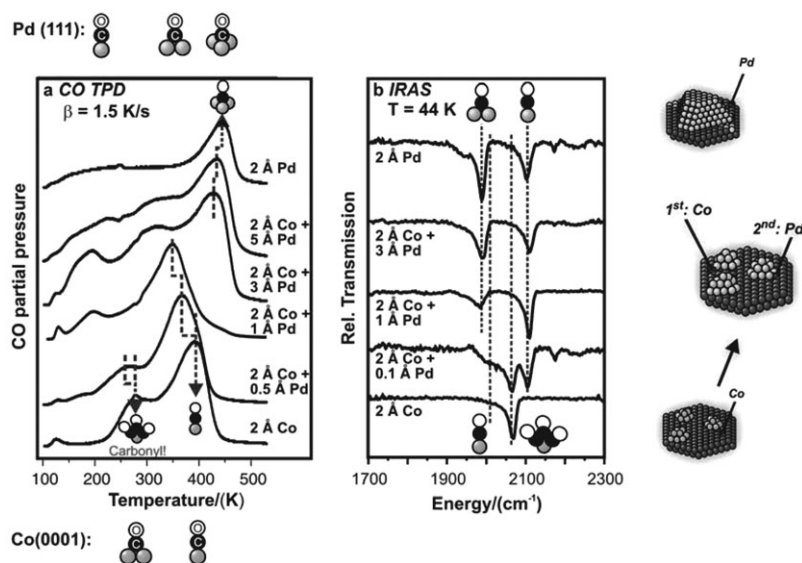 Pd (111):
O O O
C C C
a CO TPD
β = 1.5 K/s
2 Å Pd
2 Å Co +
5 Å Pd
2 Å Co +
3 Å Pd
2 Å Co +
1 Å Pd
2 Å Co +
0.5 Å Pd
2 Å Co
Carbonyl!
CO partial pressure
100 200 300 400 500
Temperature/(K)
b IRAS
T = 44 K
2 Å Pd
2 Å Co +
3 Å Pd
2 Å Co +
1 Å Pd
2 Å Co +
0.1 Å Pd
2 Å Co
Rel. Transmission
1700 1900 2100 2300
Energy/(cm⁻¹)
Pd
1st: Co
2nd: Pd
Co
Co(0001):
O O
C C